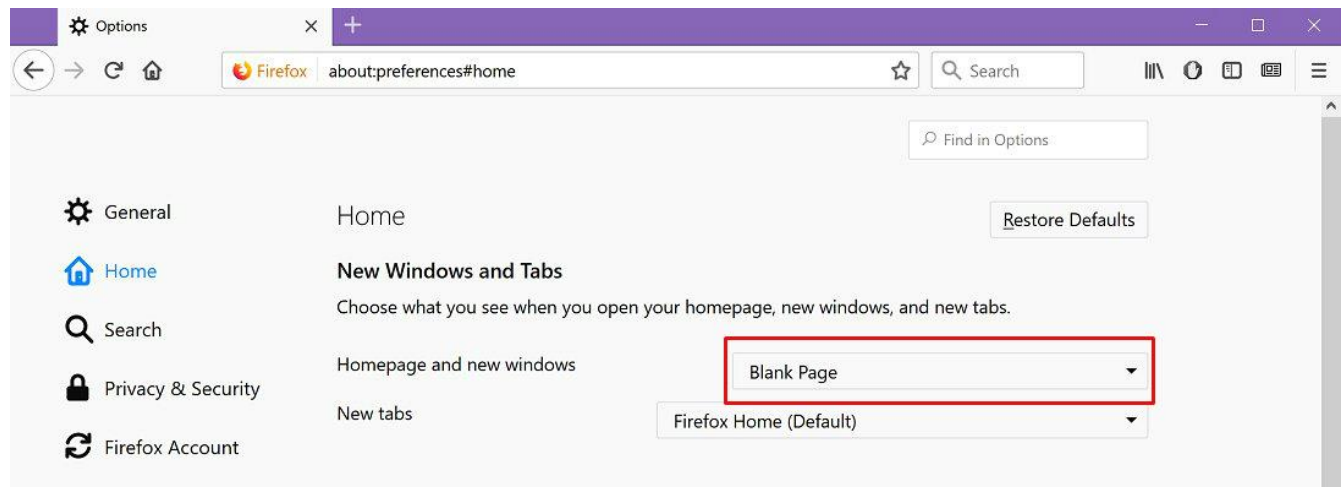 Options
Firefox about:preferences#home Search
Find in Options
General
Home
Search
Privacy & Security
Firefox Account
Home
Restore Defaults
New Windows and Tabs
Choose what you see when you open your homepage, new windows, and new tabs.
Homepage and new windows Blank Page
New tabs Firefox Home (Default)